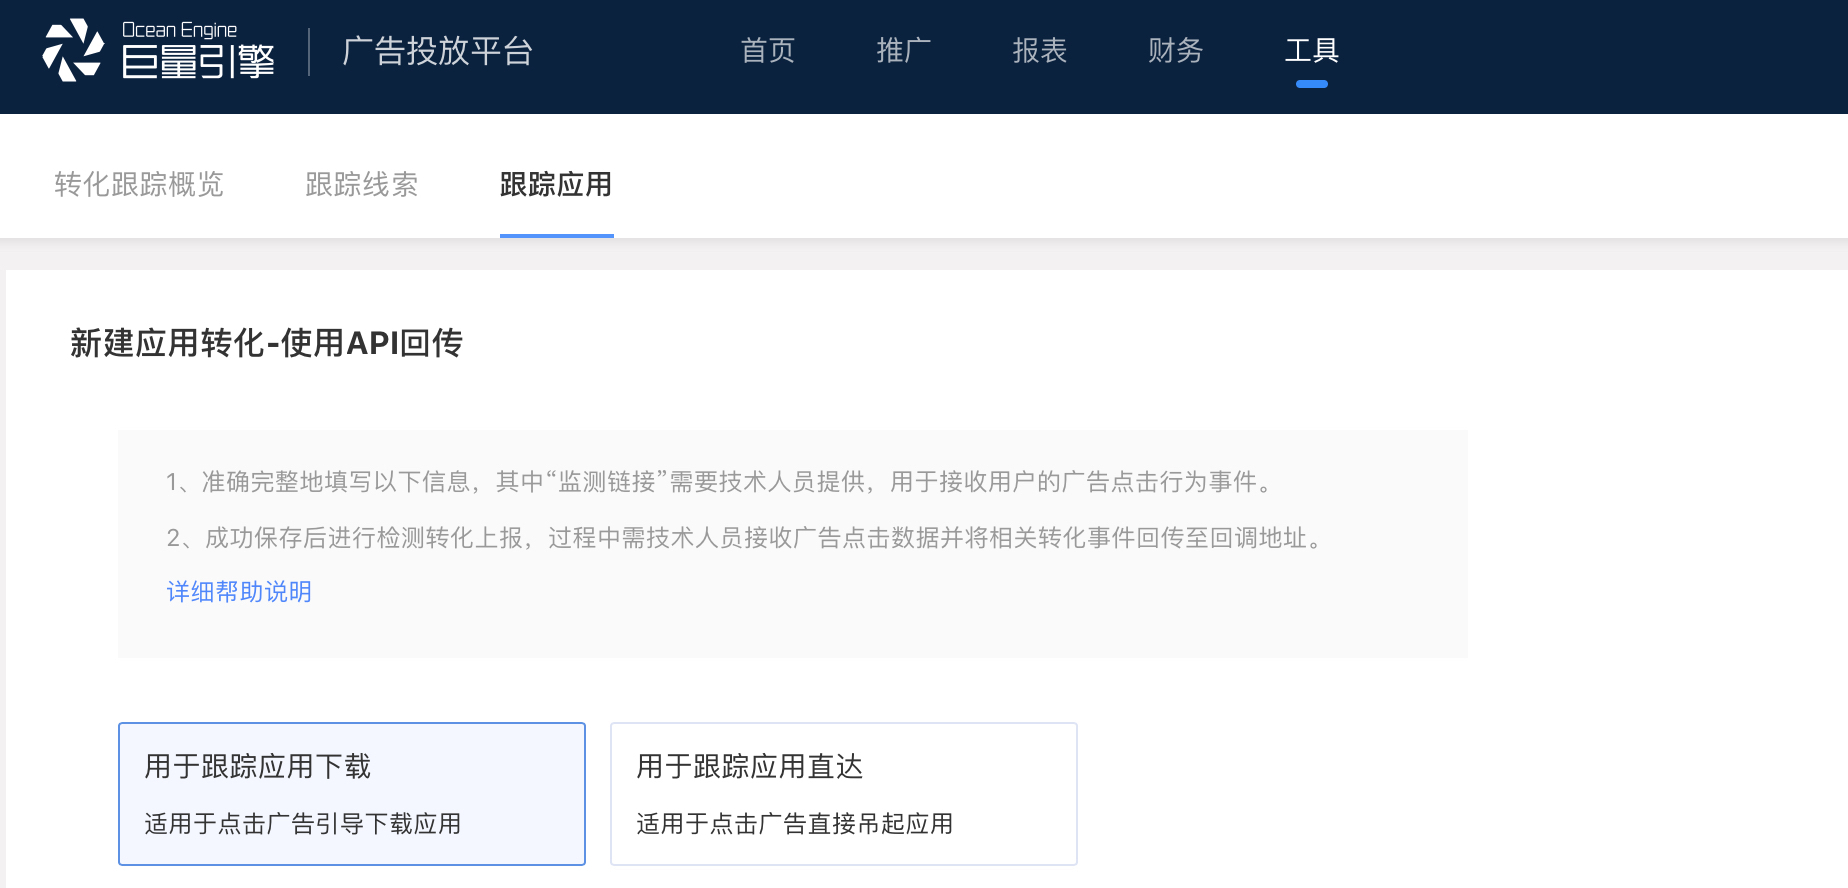 Ocean Engine
巨量引擎
广告投放平台
首页
推广
报表
财务
工具
转化跟踪概览
跟踪线索
跟踪应用
新建应用转化-使用API回传
1、准确完整地填写以下信息，其中“监测链接”需要技术人员提供，用于接收用户的广告点击行为事件。
2、成功保存后进行检测转化上报，过程中需技术人员接收广告点击数据并将相关转化事件回传至回调地址。
详细帮助说明
用于跟踪应用下载
适用于点击广告引导下载应用
用于跟踪应用直达
适用于点击广告直接吊起应用